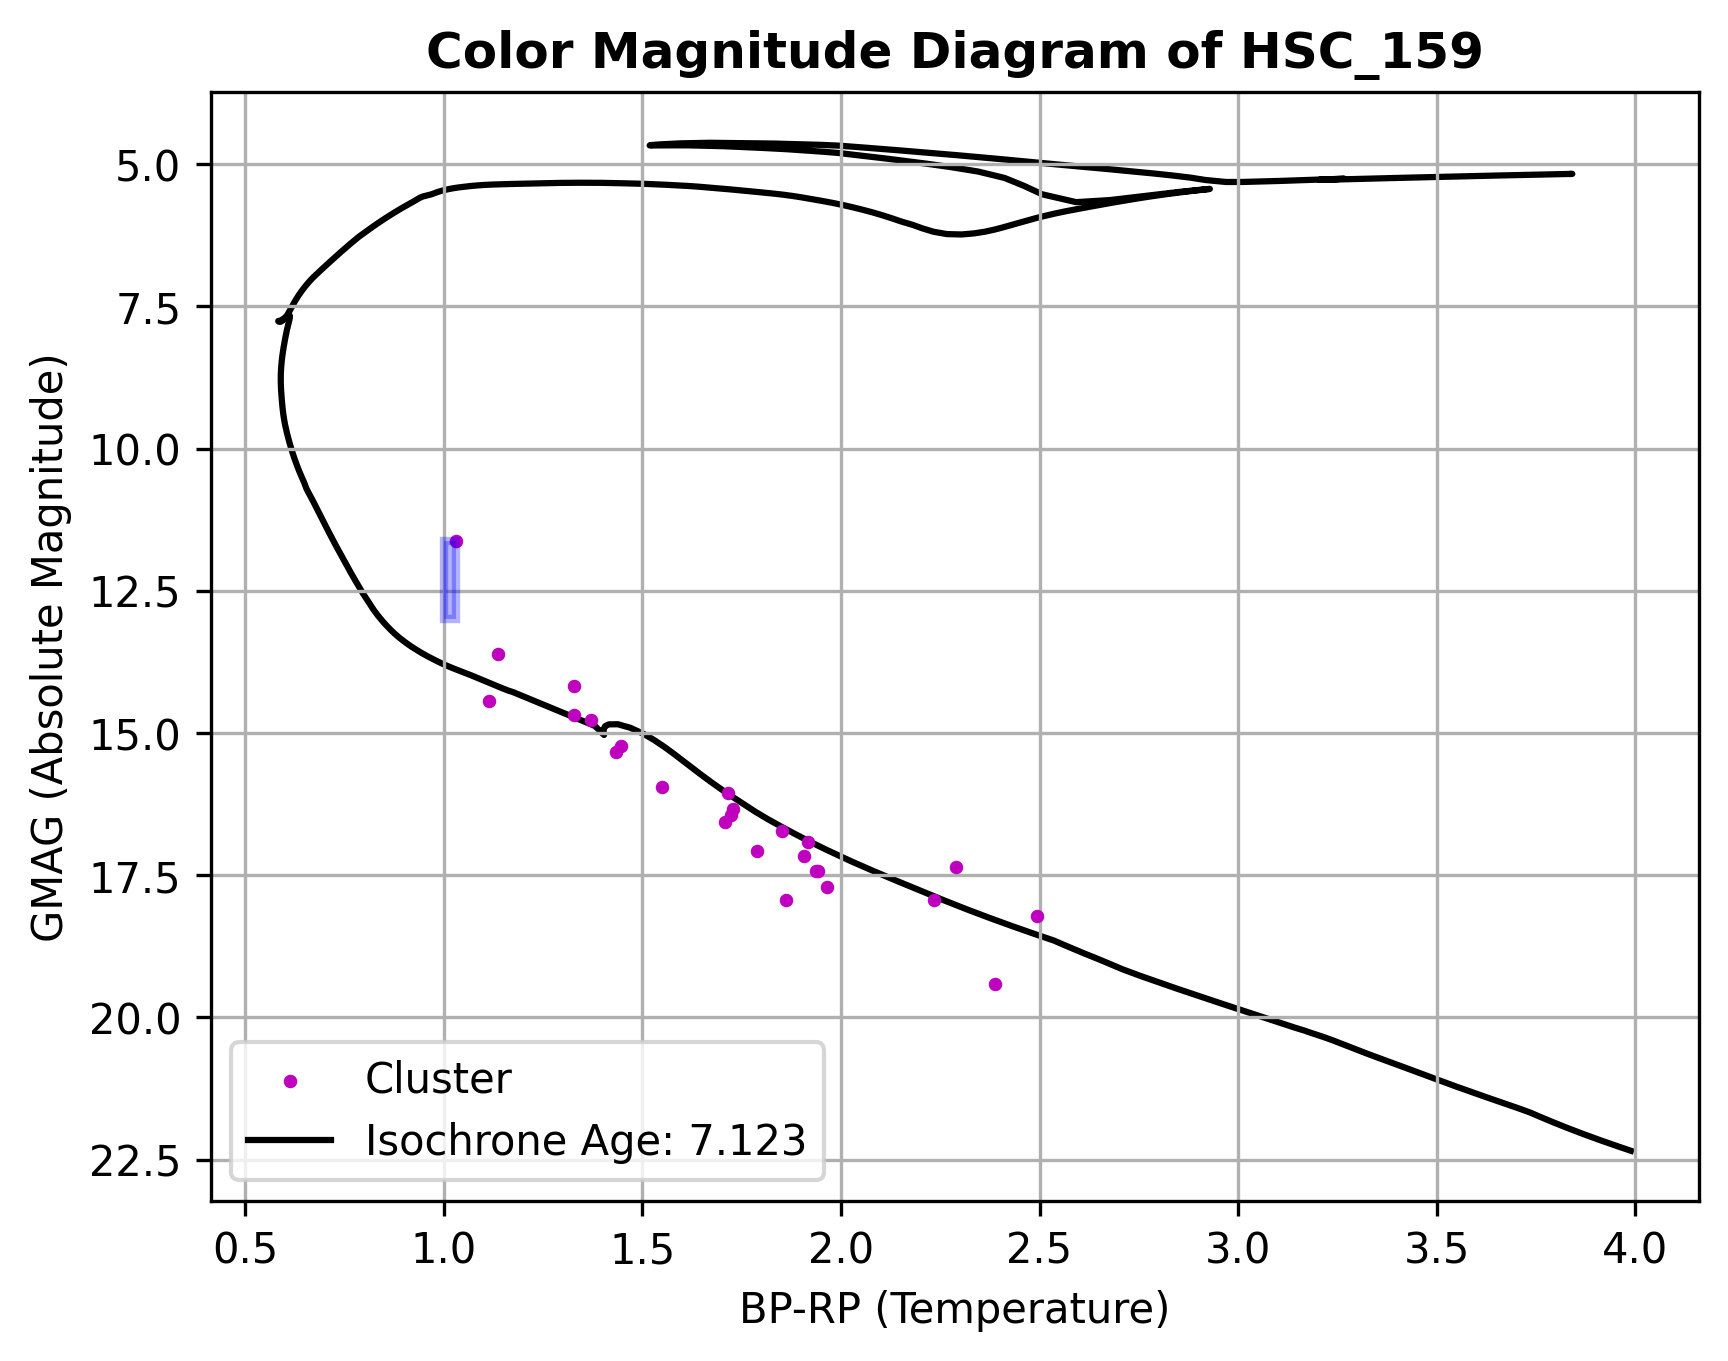 Color Magnitude Diagram of HSC_159
GMAG (Absolute Magnitude)
5.0
7.5
10.0
12.5
15.0
17.5
20.0
22.5
Cluster
Isochrone Age: 7.123
0.5 1.0 1.5 2.0 2.5 3.0 3.5 4.0
BP-RP (Temperature)